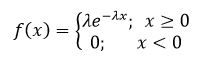 f(x) = {λe^{-λx}; x ≥ 0
0; x < 0